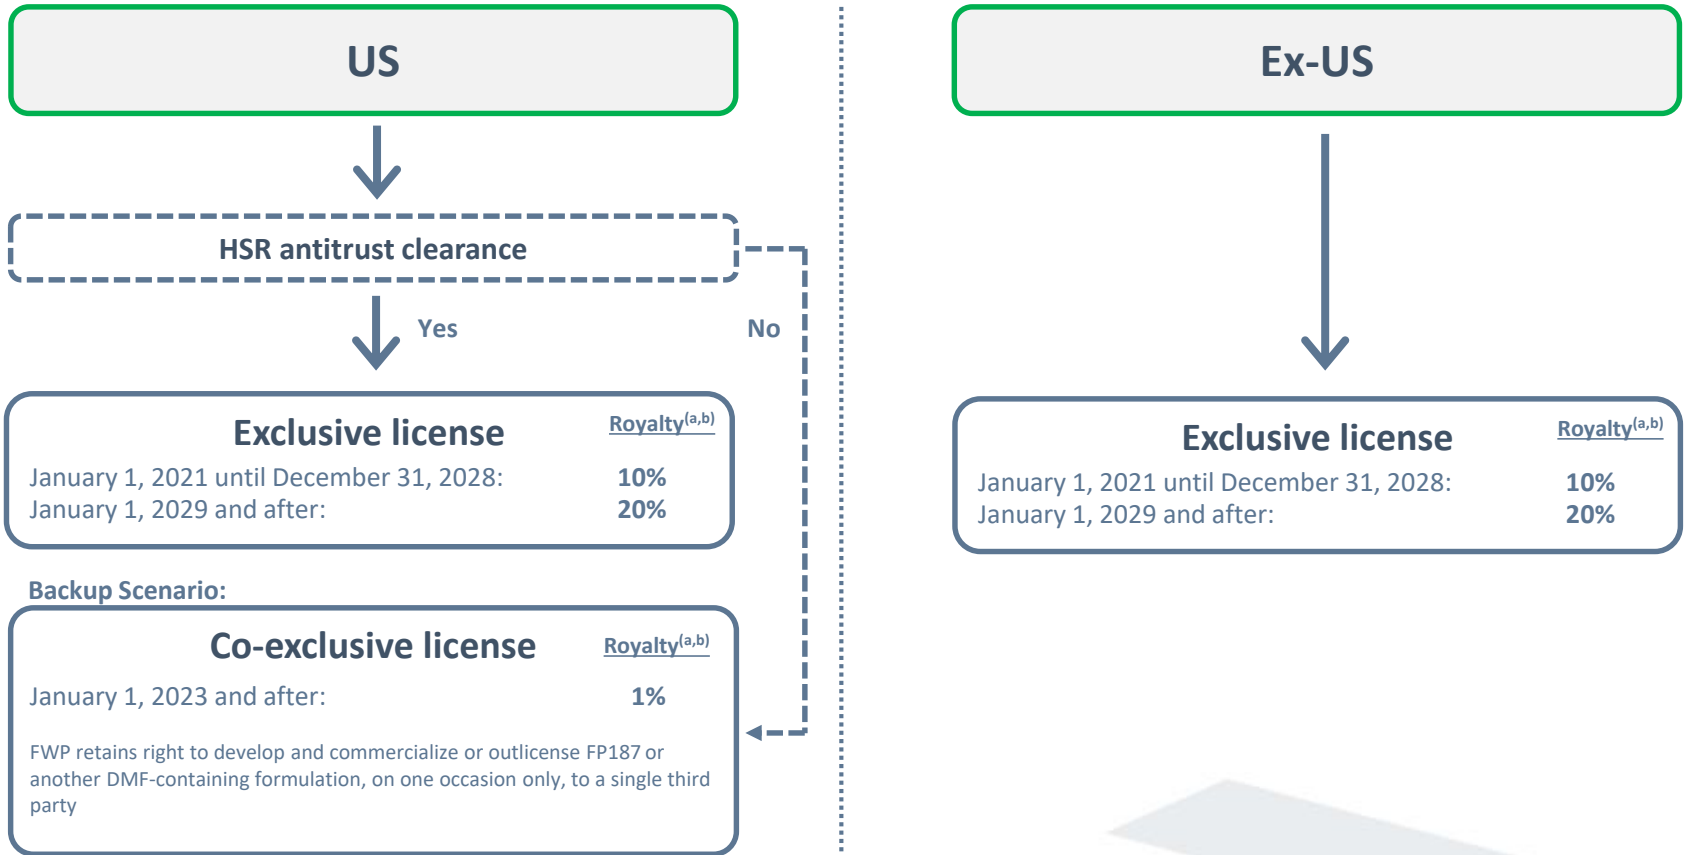 US
HSR antitrust clearance
Yes
No
Exclusive license
Royalty(a,b)
January 1, 2021 until December 31, 2028:
10%
January 1, 2029 and after:
20%
Backup Scenario:
Co-exclusive license
Royalty(a,b)
January 1, 2023 and after:
1%
FWP retains right to develop and commercialize or outlicense FP187 or
another DMF-containing formulation, on one occasion only, to a single third
party
Ex-US
Exclusive license
Royalty(a,b)
January 1, 2021 until December 31, 2028:
10%
January 1, 2029 and after:
20%